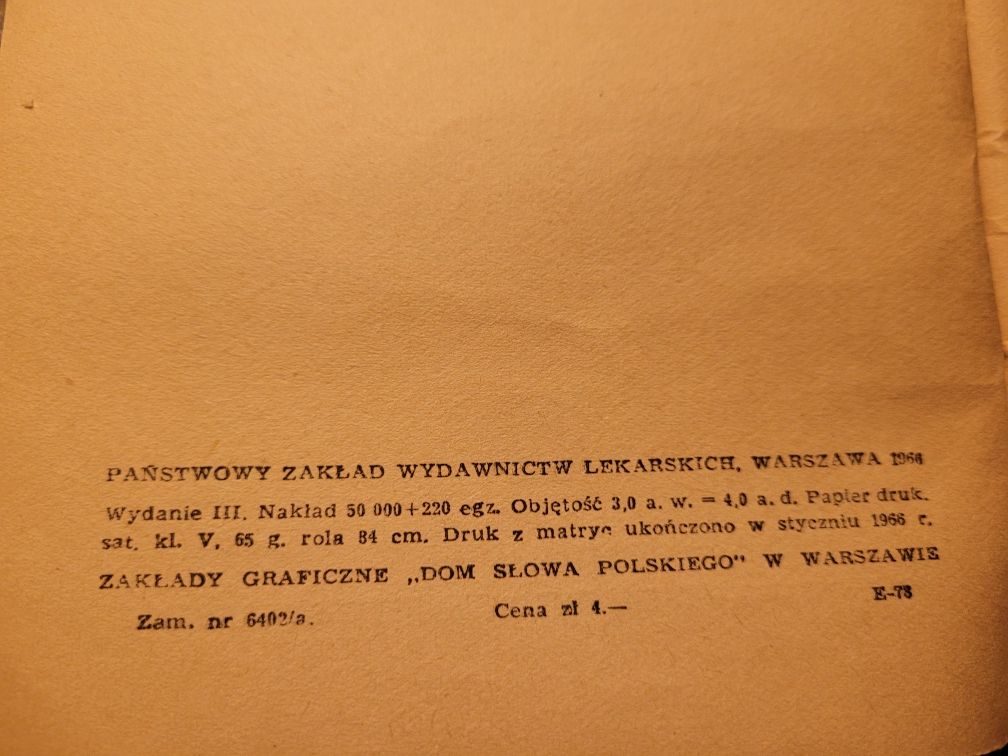 PAŃSTWOWY ZAKŁAD WYDAWNICTW LEKARSKICH, WARSZAWA 1966
Wydanie III. Nakład 50 000+220 egz. Objętość 3,0 a. w. = 4,0 a. d. Papier druk.
sat. kl. V, 65 g. rola 84 cm. Druk z matryc ukończono w styczniu 1966 r.
ZAKŁADY GRAFICZNE „DOM SŁOWA POLSKIEGO" W WARSZAWIE
Zam. nr 6402/a. Cena zł 4.— E-78